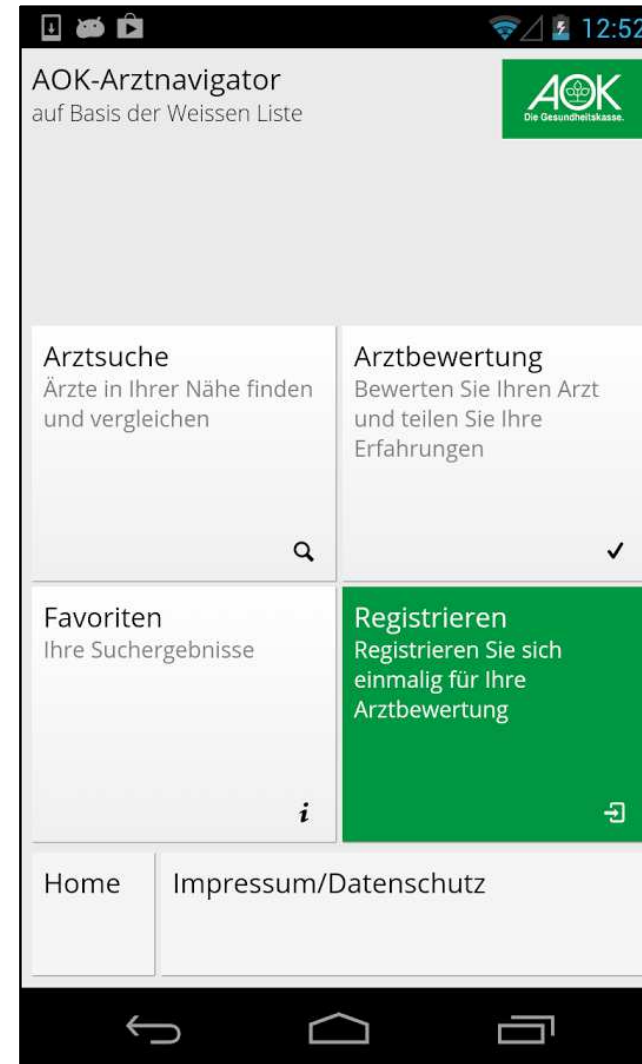 12:52
AOK-Arztnavigator
auf Basis der Weissen Liste
AOK
Die Gesundheitskasse.
Arztsuche
Ärzte in Ihrer Nähe finden
und vergleichen
Arztbewertung
Bewerten Sie Ihren Arzt
und teilen Sie Ihre
Erfahrungen
Favoriten
Ihre Suchergebnisse
i
Registrieren
Registrieren Sie sich
einmalig für Ihre
Arztbewertung
Home
Impressum/Datenschutz